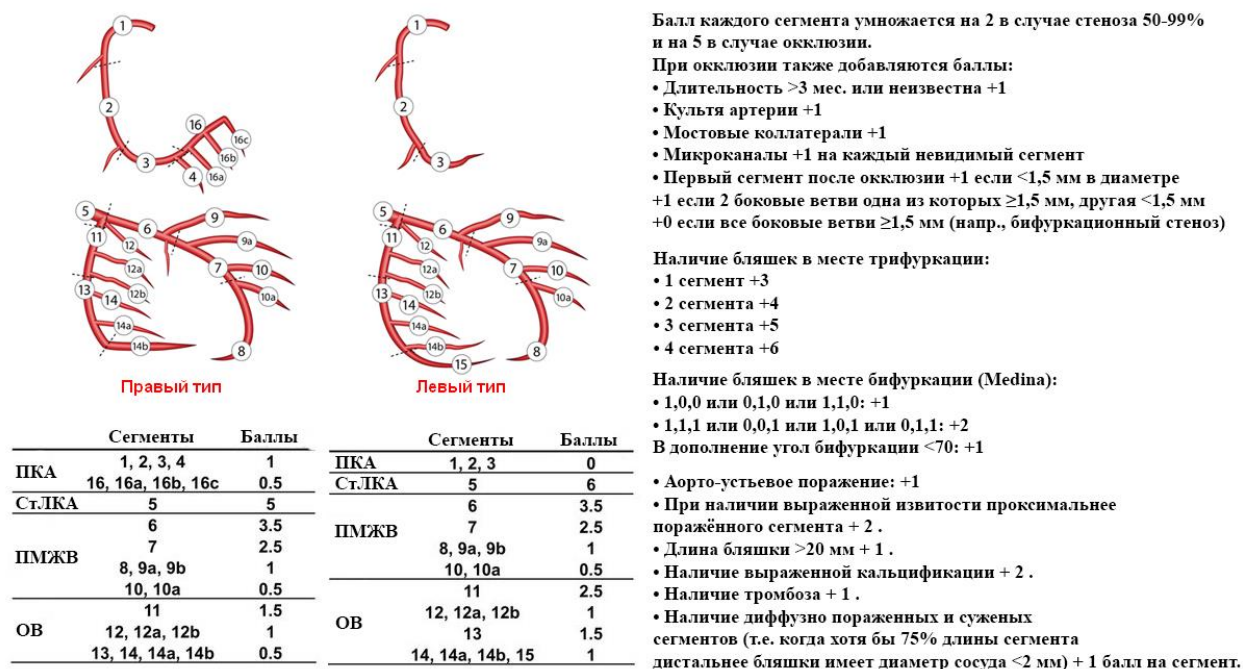 1
2
3
4
16
16a
16b
16c
5
6
7
8
9
9a
10
10a
11
12
12a
12b
13
14
14a
14b
Правый тип
1
2
3
5
6
7
8
9
9a
10
10a
11
12
12a
12b
13
14
14a
14b
15
Левый тип
Сегменты Баллы
ПКА 1, 2, 3, 4 1
16, 16a, 16b, 16c 0.5
СтЛКА 5 5
ПМЖВ 6 3.5
7 2.5
8, 9a, 9b 1
10, 10a 0.5
ОВ 11 1.5
12, 12a, 12b 1
13, 14, 14a, 14b 0.5
Сегменты Баллы
ПКА 1, 2, 3 0
СтЛКА 5 6
ПМЖВ 6 3.5
7 2.5
8, 9a, 9b 1
10, 10a 0.5
ОВ 11 2.5
12, 12a, 12b 1
13 1.5
14, 14a, 14b, 15 1
Балл каждого сегмента умножается на 2 в случае стеноза 50-99%
и на 5 в случае окклюзии.
При окклюзии также добавляются баллы:
• Длительность >3 мес. или неизвестна +1
• Культя артерии +1
• Мостовые коллатерали +1
• Микроканалы +1 на каждый невидимый сегмент
• Первый сегмент после окклюзии +1 если <1,5 мм в диаметре
+1 если 2 боковые ветви одна из которых ≥1,5 мм, другая <1,5 мм
+0 если все боковые ветви ≥1,5 мм (напр., бифуркационный стеноз)
Наличие бляшек в месте трифуркации:
• 1 сегмент +3
• 2 сегмента +4
• 3 сегмента +5
• 4 сегмента +6
Наличие бляшек в месте бифуркации (Medina):
• 1,0,0 или 0,1,0 или 1,1,0: +1
• 1,1,1 или 0,0,1 или 1,0,1 или 0,1,1: +2
В дополнение угол бифуркации <70: +1
• Аорто-устьевое поражение: +1
• При наличии выраженной извитости проксимальнее
поражённого сегмента + 2 .
• Длина бляшки >20 мм + 1 .
• Наличие выраженной кальцификации + 2 .
• Наличие тромбоза + 1 .
• Наличие диффузно пораженных и суженых
сегментов (т.е. когда хотя бы 75% длины сегмента
дистальнее бляшки имеет диаметр сосуда <2 мм) + 1 балл на сегмент.